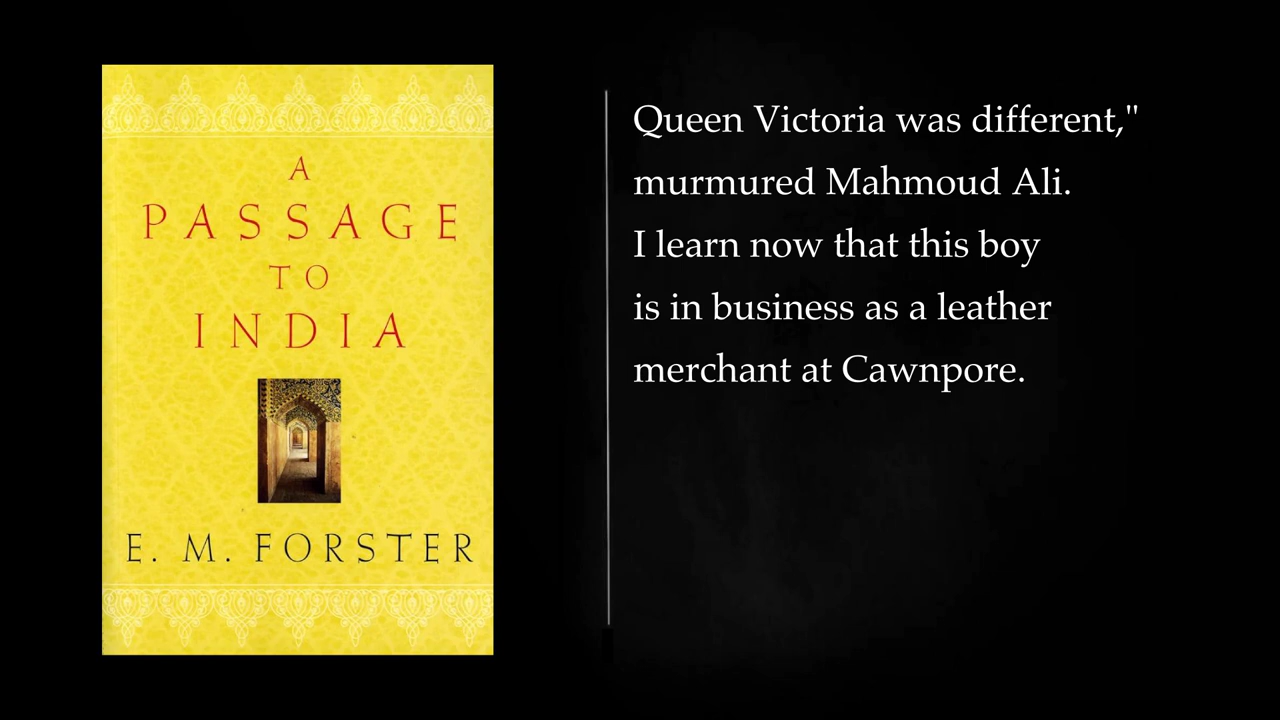 A
PASSAGE
TO
INDIA
E. M. FORSTER
Queen Victoria was different,"
murmured Mahmoud Ali.
I learn now that this boy
is in business as a leather
merchant at Cawnpore.